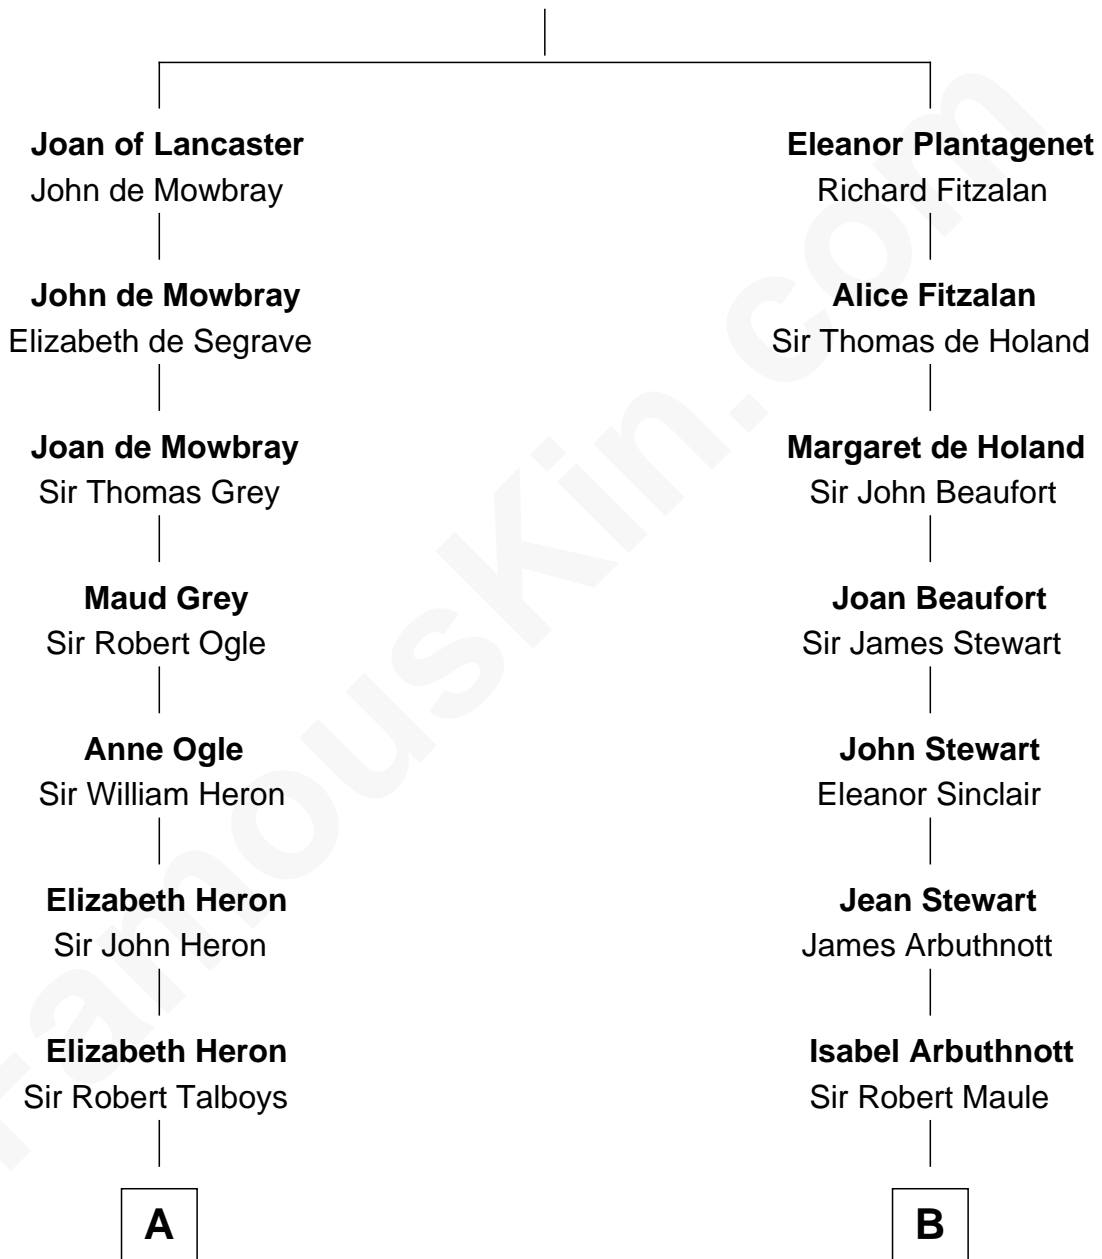 Joan of Lancaster
John de Mowbray
John de Mowbray
Elizabeth de Segrave
Joan de Mowbray
Sir Thomas Grey
Maud Grey
Sir Robert Ogle
Anne Ogle
Sir William Heron
Elizabeth Heron
Sir John Heron
Elizabeth Heron
Sir Robert Talboys
A
Eleanor Plantagenet
Richard Fitzalan
Alice Fitzalan
Sir Thomas de Holand
Margaret de Holand
Sir John Beaufort
Joan Beaufort
Sir James Stewart
John Stewart
Eleanor Sinclair
Jean Stewart
James Arbuthnott
Isabel Arbuthnott
Sir Robert Maule
B
FamousKin.com